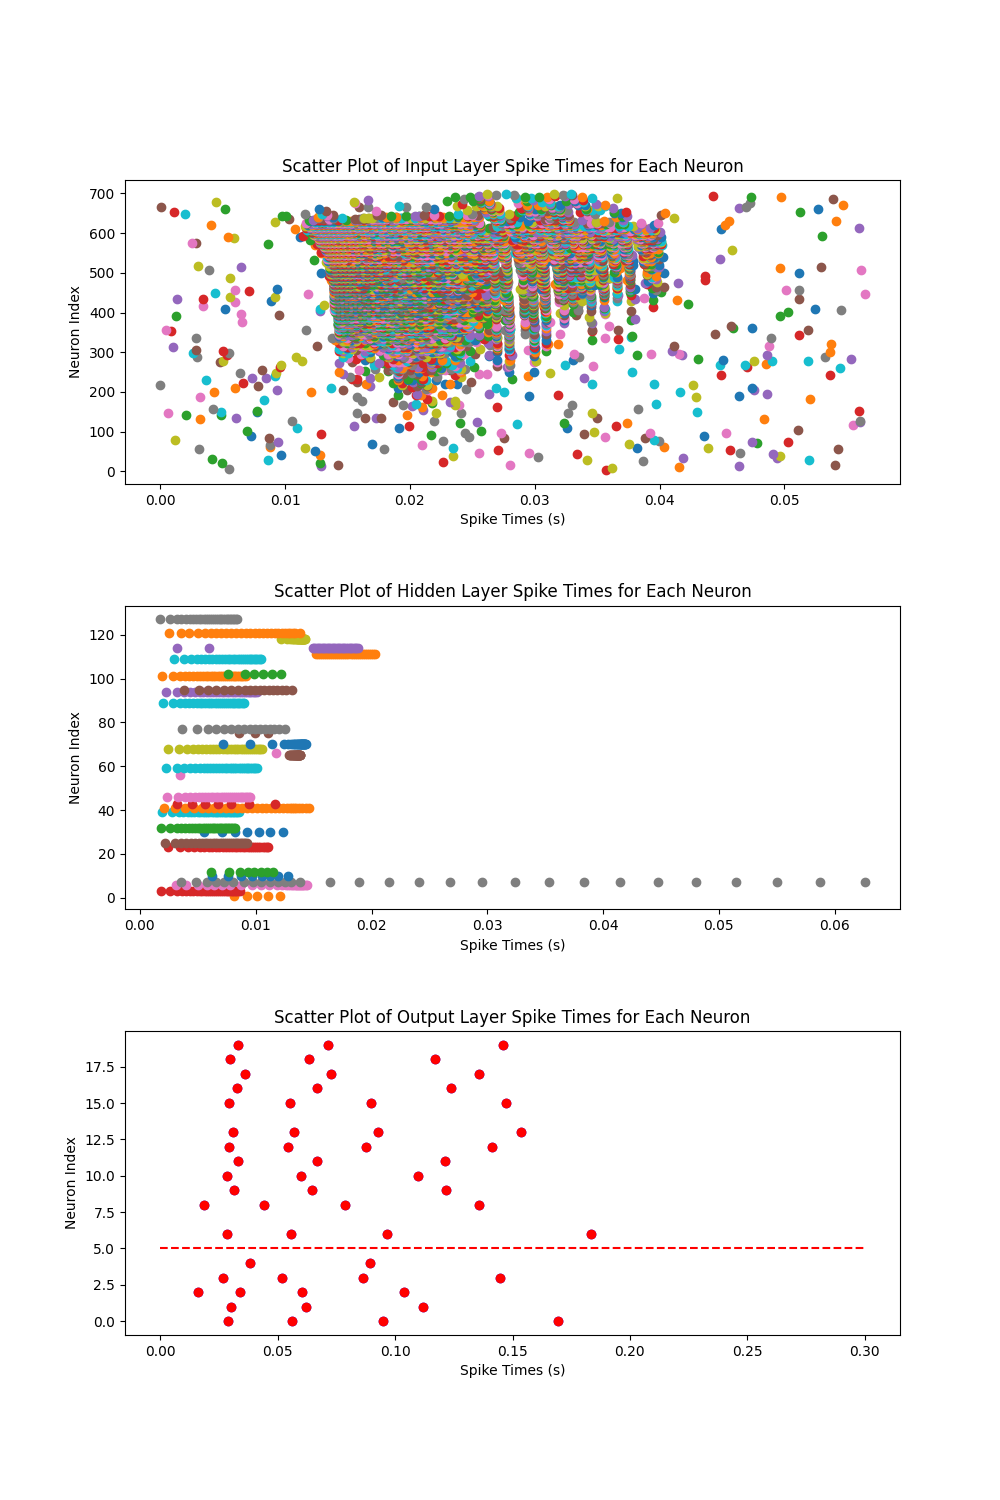 Scatter Plot of Input Layer Spike Times for Each Neuron
700
600
500
400
300
200
100
0
Neuron Index
0.00 0.01 0.02 0.03 0.04 0.05
Spike Times (s)
Scatter Plot of Hidden Layer Spike Times for Each Neuron
120
100
80
60
40
20
0
Neuron Index
0.00 0.01 0.02 0.03 0.04 0.05 0.06
Spike Times (s)
Scatter Plot of Output Layer Spike Times for Each Neuron
17.5
15.0
12.5
10.0
7.5
5.0
2.5
0.0
Neuron Index
0.00 0.05 0.10 0.15 0.20 0.25 0.30
Spike Times (s)